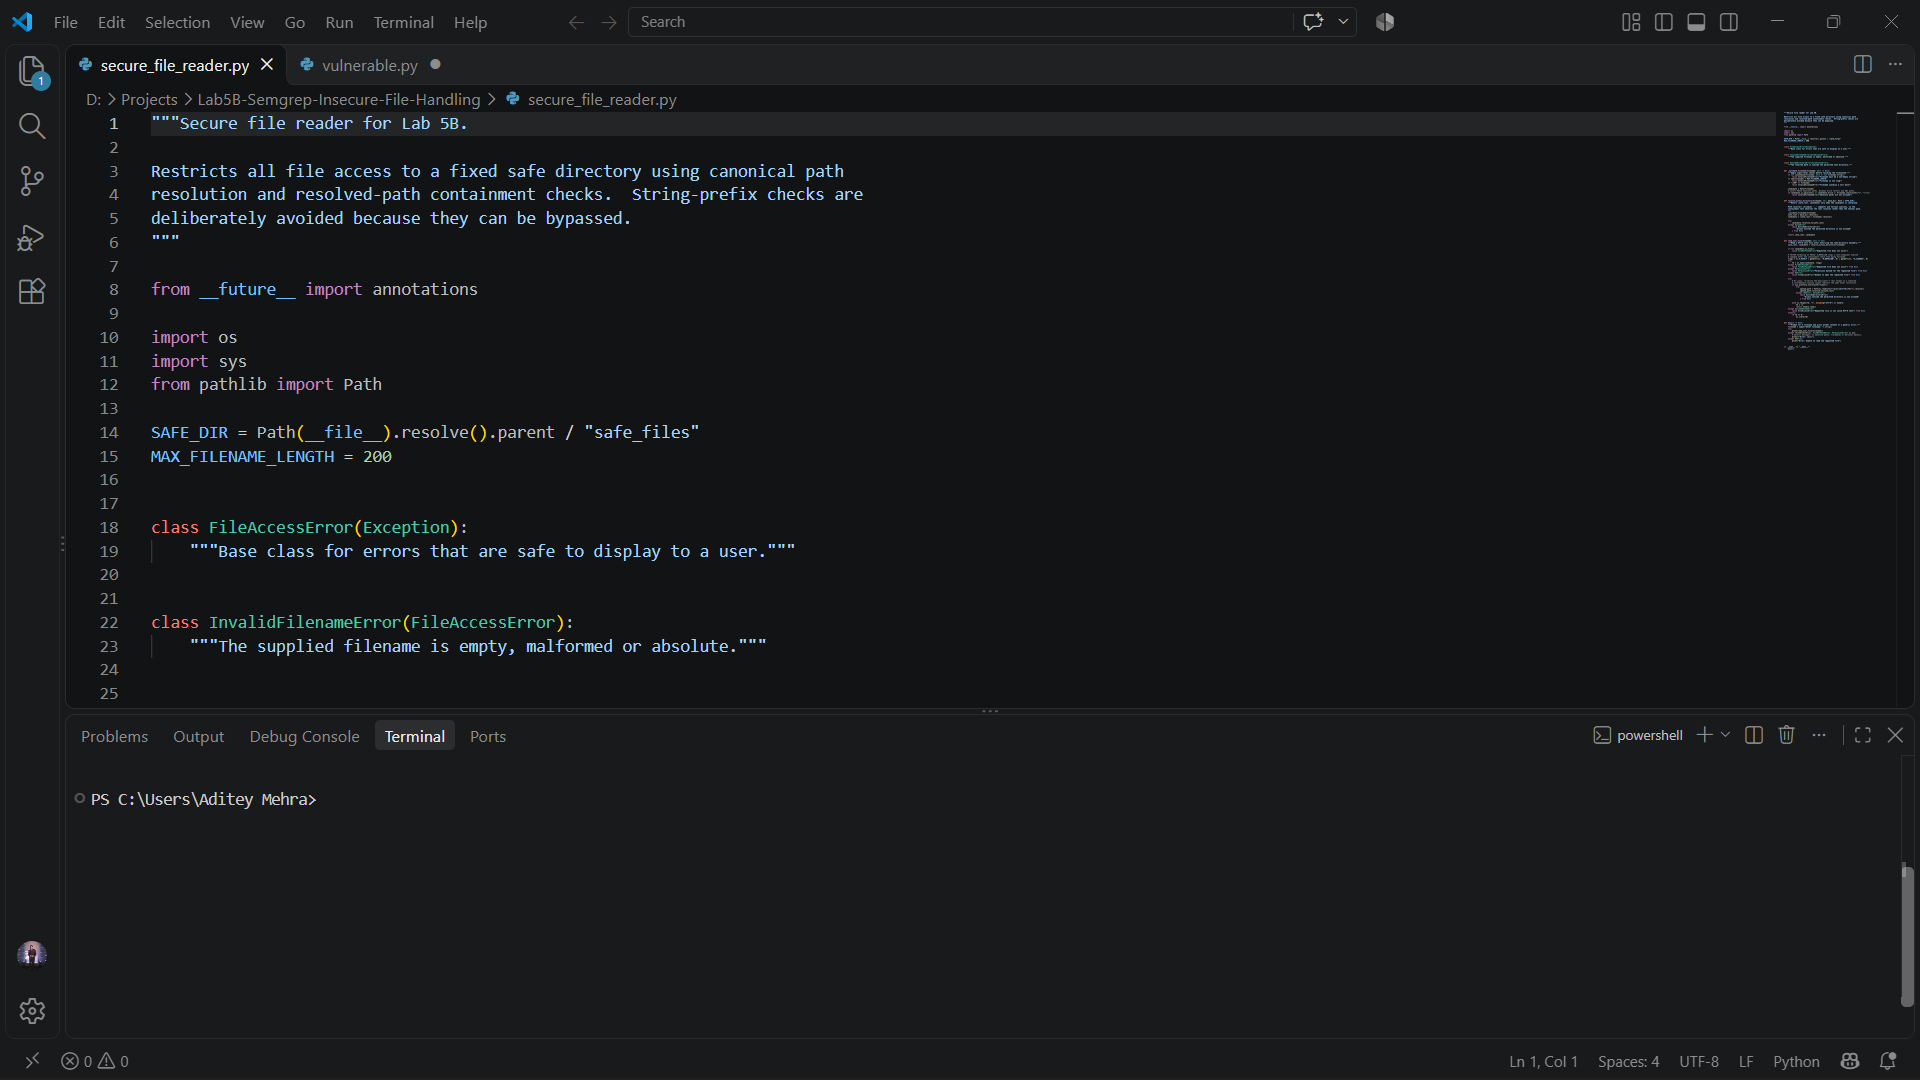 File Edit Selection View Go Run Terminal Help Search
secure_file_reader.py vulnerable.py
1
D: Projects Lab5B-Semgrep-Insecure-File-Handling secure_file_reader.py
1 """Secure file reader for Lab 5B.
2
3 Restricts all file access to a fixed safe directory using canonical path
4 resolution and resolved-path containment checks.  String-prefix checks are
5 deliberately avoided because they can be bypassed.
6 """
7
8 from __future__ import annotations
9
10 import os
11 import sys
12 from pathlib import Path
13
14 SAFE_DIR = Path(__file__).resolve().parent / "safe_files"
15 MAX_FILENAME_LENGTH = 200
16
17
18 class FileAccessError(Exception):
19     """Base class for errors that are safe to display to a user."""
20
21
22 class InvalidFilenameError(FileAccessError):
23     """The supplied filename is empty, malformed or absolute."""
24
25
Problems Output Debug Console Terminal Ports powershell
PS C:\Users\Aditey Mehra>
0 0 Ln 1, Col 1 Spaces: 4 UTF-8 LF Python